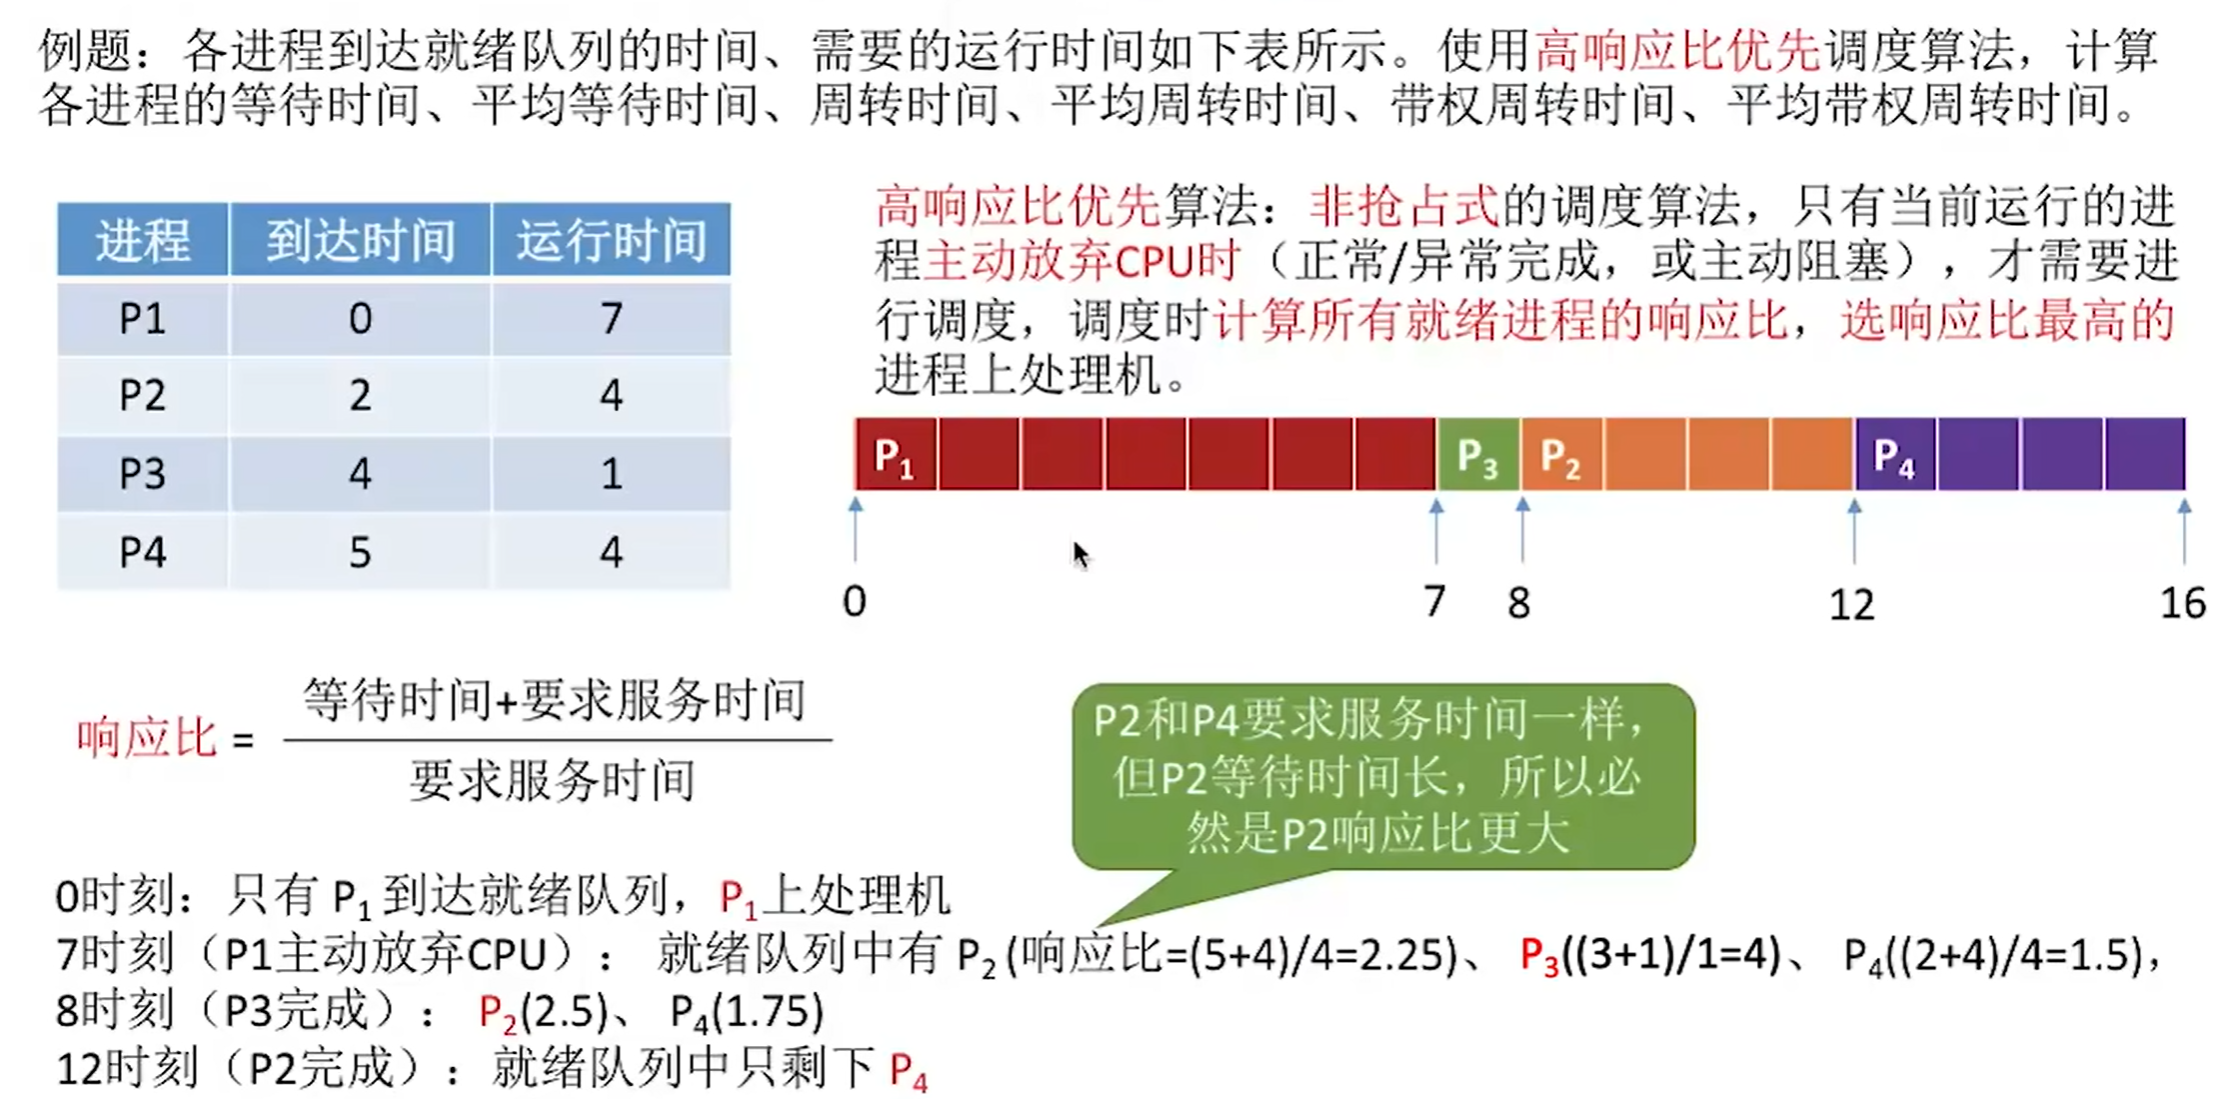 例题：各进程到达就绪队列的时间、需要的运行时间如下表所示。使用高响应比优先调度算法，计算
各进程的等待时间、平均等待时间、周转时间、平均周转时间、带权周转时间、平均带权周转时间。
进程 到达时间 运行时间
P1 0 7
P2 2 4
P3 4 1
P4 5 4
高响应比优先算法：非抢占式的调度算法，只有当前运行的进
程主动放弃CPU时（正常/异常完成，或主动阻塞），才需要进
行调度，调度时计算所有就绪进程的响应比，选响应比最高的
进程上处理机。
P₁ P₃ P₂ P₄
0 7 8 12 16
响应比 = 等待时间+要求服务时间
要求服务时间
P2和P4要求服务时间一样，
但P2等待时间长，所以必
然是P2响应比更大
0时刻：只有 P₁ 到达就绪队列，P₁上处理机
7时刻（P1主动放弃CPU）： 就绪队列中有 P₂ (响应比=(5+4)/4=2.25)、 P₃((3+1)/1=4)、 P₄((2+4)/4=1.5)，
8时刻（P3完成）： P₂(2.5)、 P₄(1.75)
12时刻（P2完成）：就绪队列中只剩下 P₄